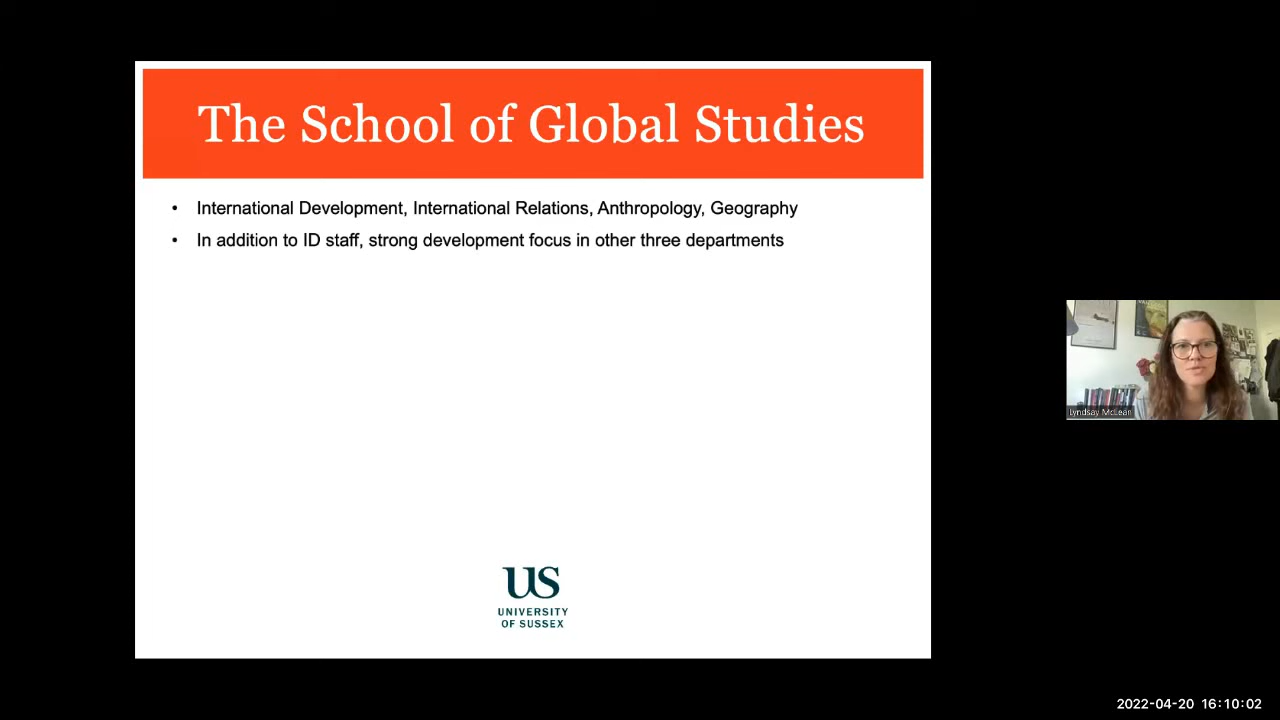 The School of Global Studies
• International Development, International Relations, Anthropology, Geography
• In addition to ID staff, strong development focus in other three departments
US
UNIVERSITY
OF SUSSEX
Lyndsay McLean
2022-04-20 16:10:02